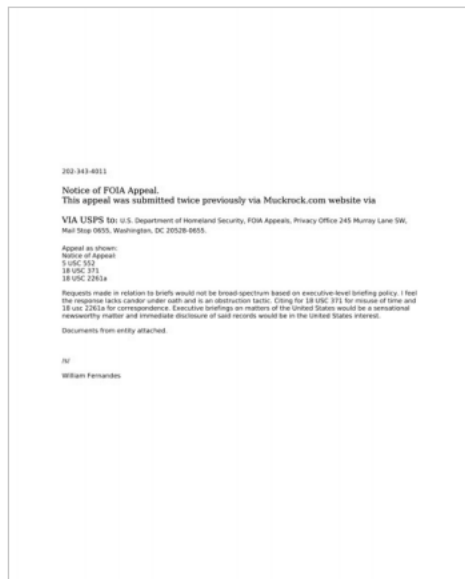 202-343-4011
Notice of FOIA Appeal.
This appeal was submitted twice previously via Muckrock.com website via
VIA USPS to: U.S. Department of Homeland Security, FOIA Appeals, Privacy Office 245 Murray Lane SW,
Mail Stop 0655, Washington, DC 20528-0655.
Appeal as shown:
Notice of Appeal
5 USC 552
18 USC 371
18 USC 2261a
Requests made in relation to briefs would not be broad-spectrum based on executive-level briefing policy. I feel
the response lacks candor under oath and is an obstruction tactic. Citing for 18 USC 371 for misuse of time and
18 usc 2261a for correspondence. Executive briefings on matters of the United States would be a sensational
newsworthy matter and immediate disclosure of said records would be in the United States interest.
Documents from entity attached.
/s/
William Fernandes